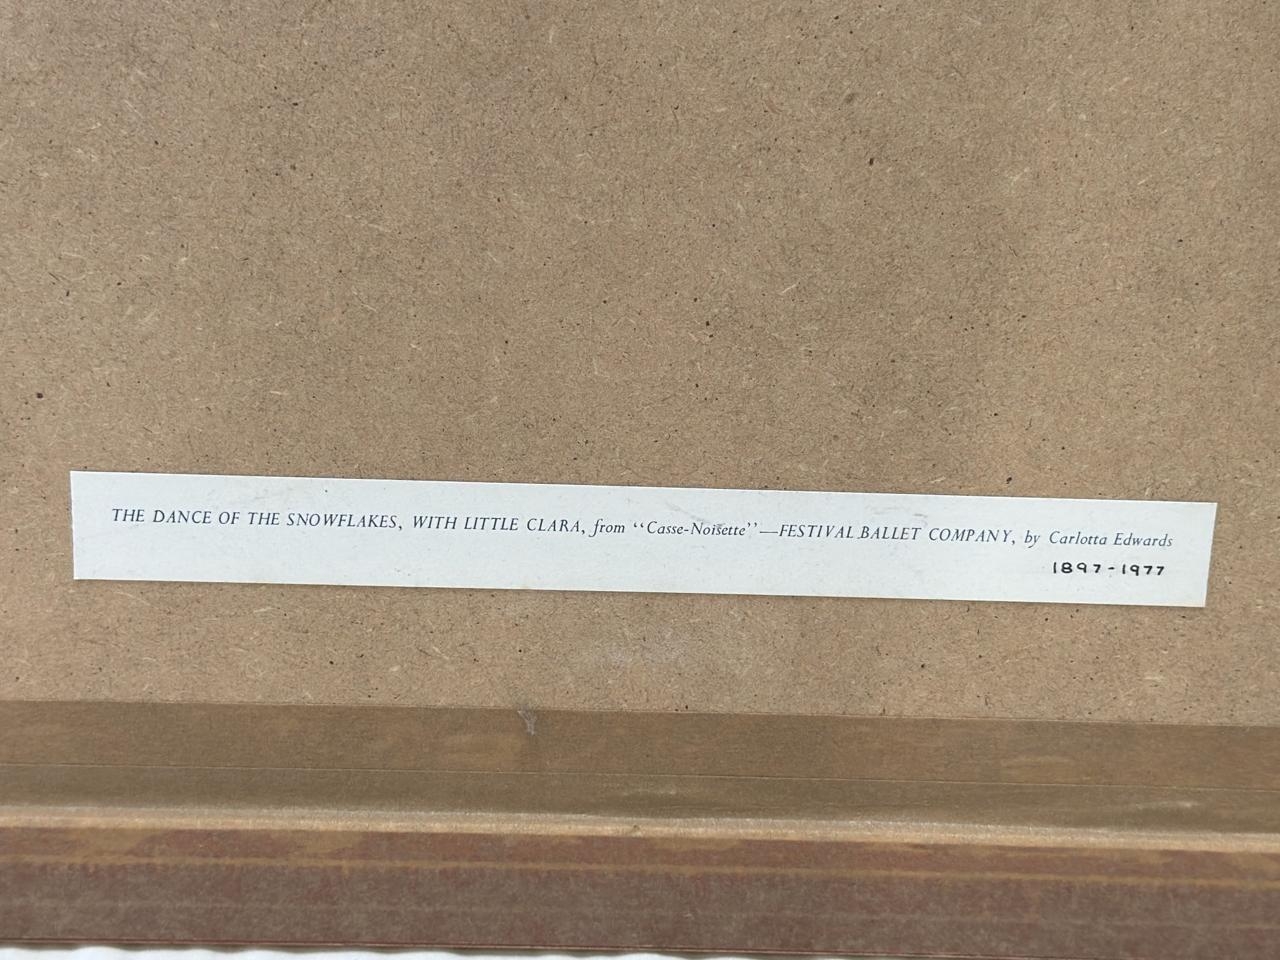 THE DANCE OF THE SNOWFLAKES, WITH LITTLE CLARA, from “Casse-Noisette”—FESTIVAL BALLET COMPANY, by Carlotta Edwards
1897-1977